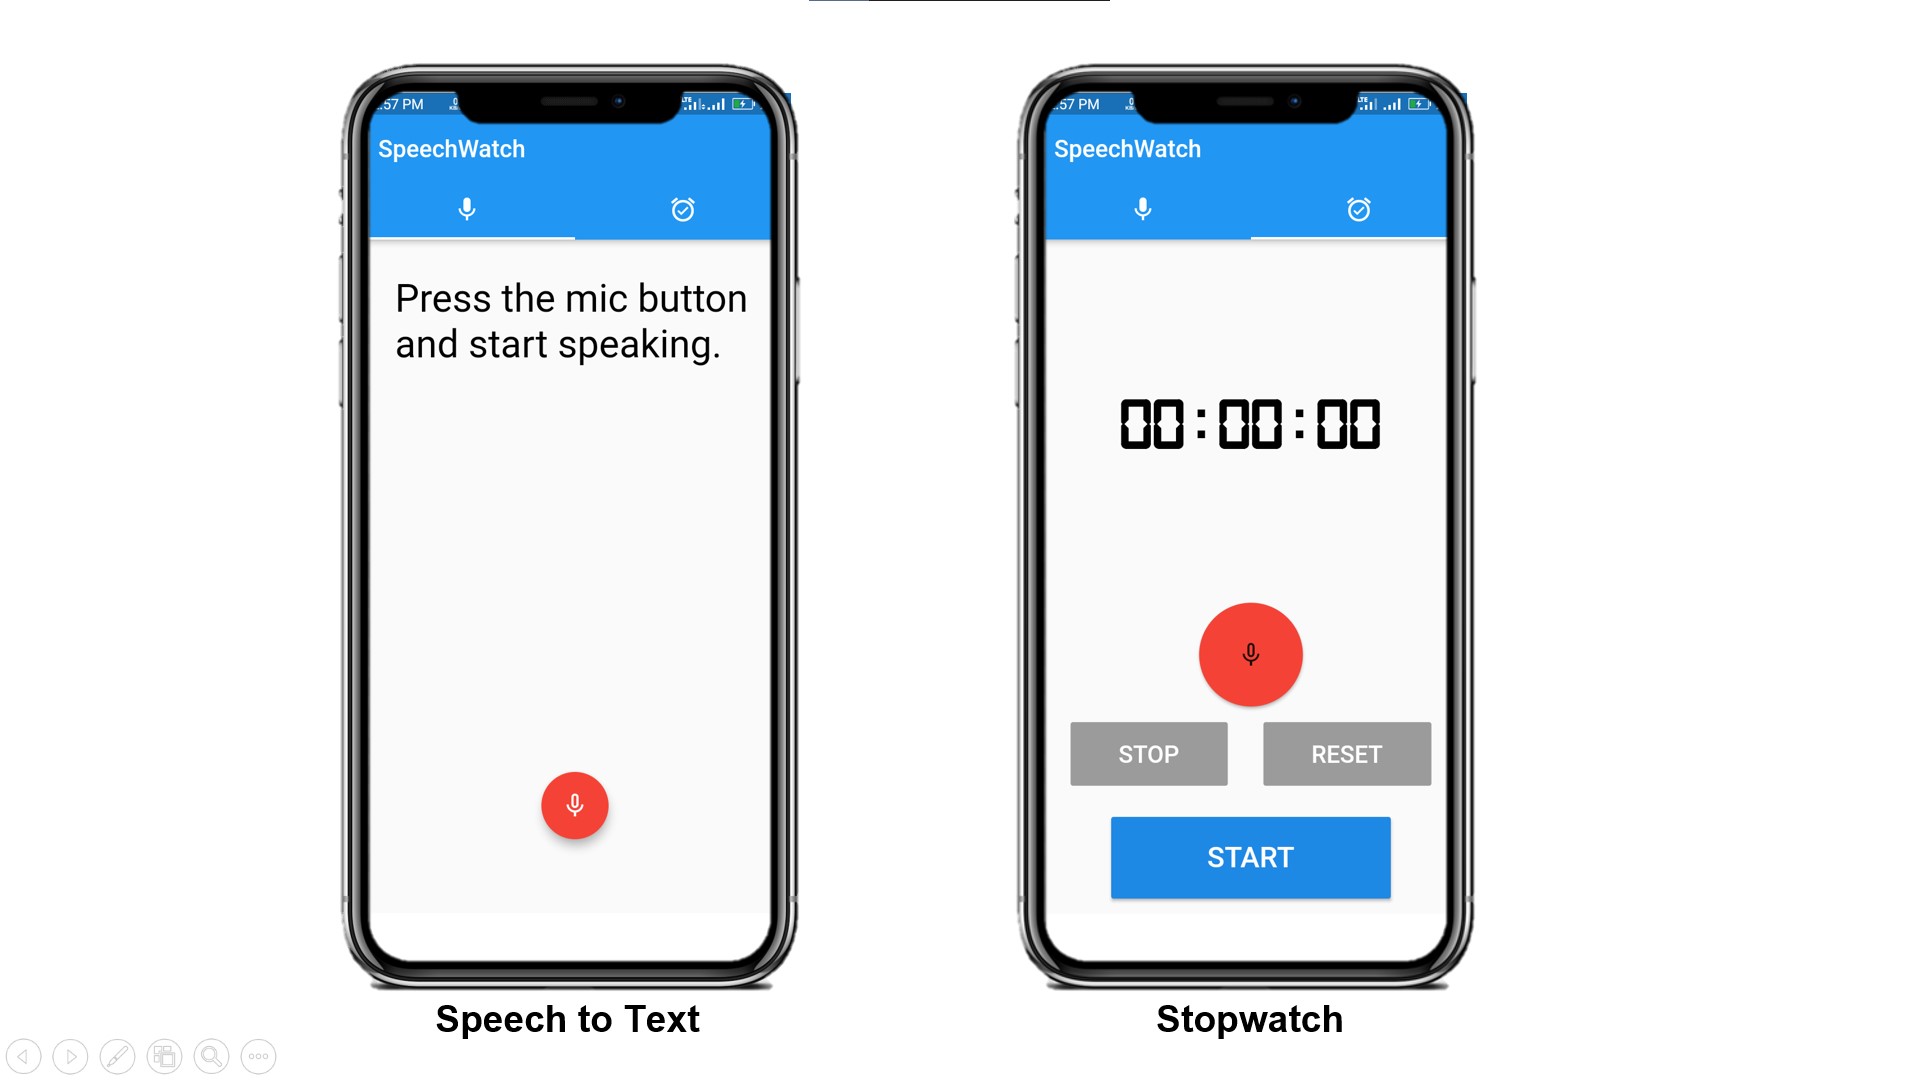 :57 PM
SpeechWatch
Press the mic button
and start speaking.
Speech to Text
:57 PM
SpeechWatch
00:00:00
STOP
RESET
START
Stopwatch